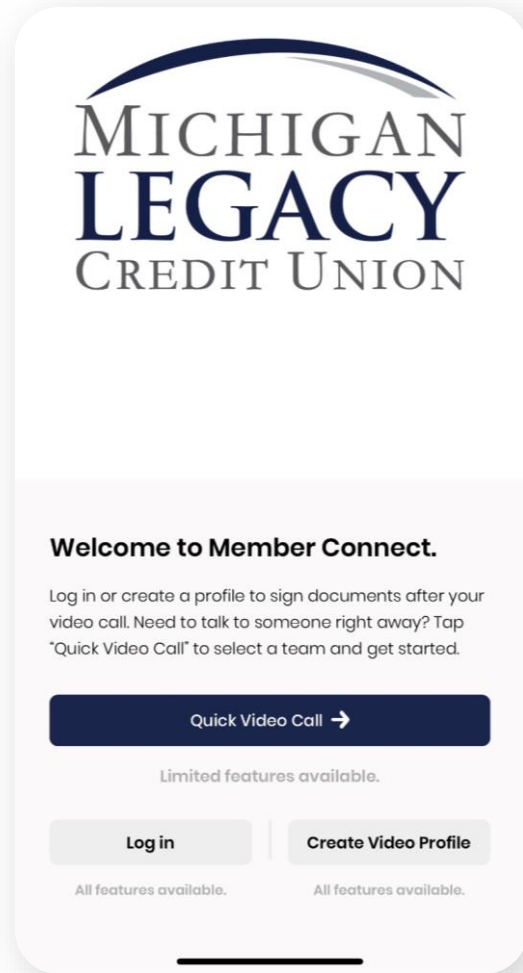 MICHIGAN
LEGACY
CREDIT UNION
Welcome to Member Connect.
Log in or create a profile to sign documents after your
video call. Need to talk to someone right away? Tap
"Quick Video Call" to select a team and get started.
Quick Video Call →
Limited features available.
Log in
Create Video Profile
All features available.
All features available.